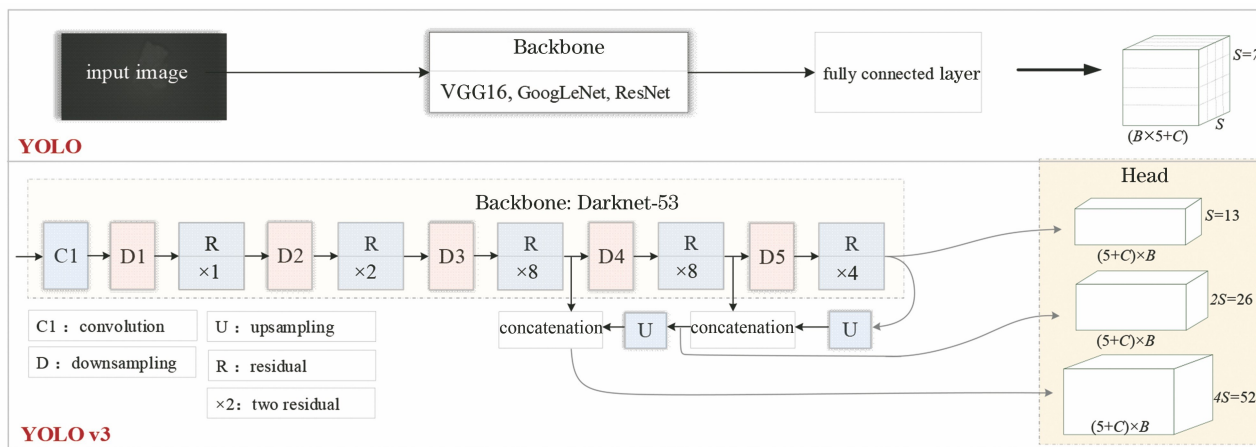 input image
Backbone
VGG16, GoogLeNet, ResNet
fully connected layer
S=7
S
(B×5+C)
YOLO
Backbone: Darknet-53
C1
D1
R
×1
D2
R
×2
D3
R
×8
D4
R
×8
D5
R
×4
Head
S=13
(5+C)×B
2S=26
(5+C)×B
4S=52
(5+C)×B
concatenation
U
concatenation
U
C1 : convolution
U : upsampling
D : downsampling
R : residual
×2: two residual
YOLO v3